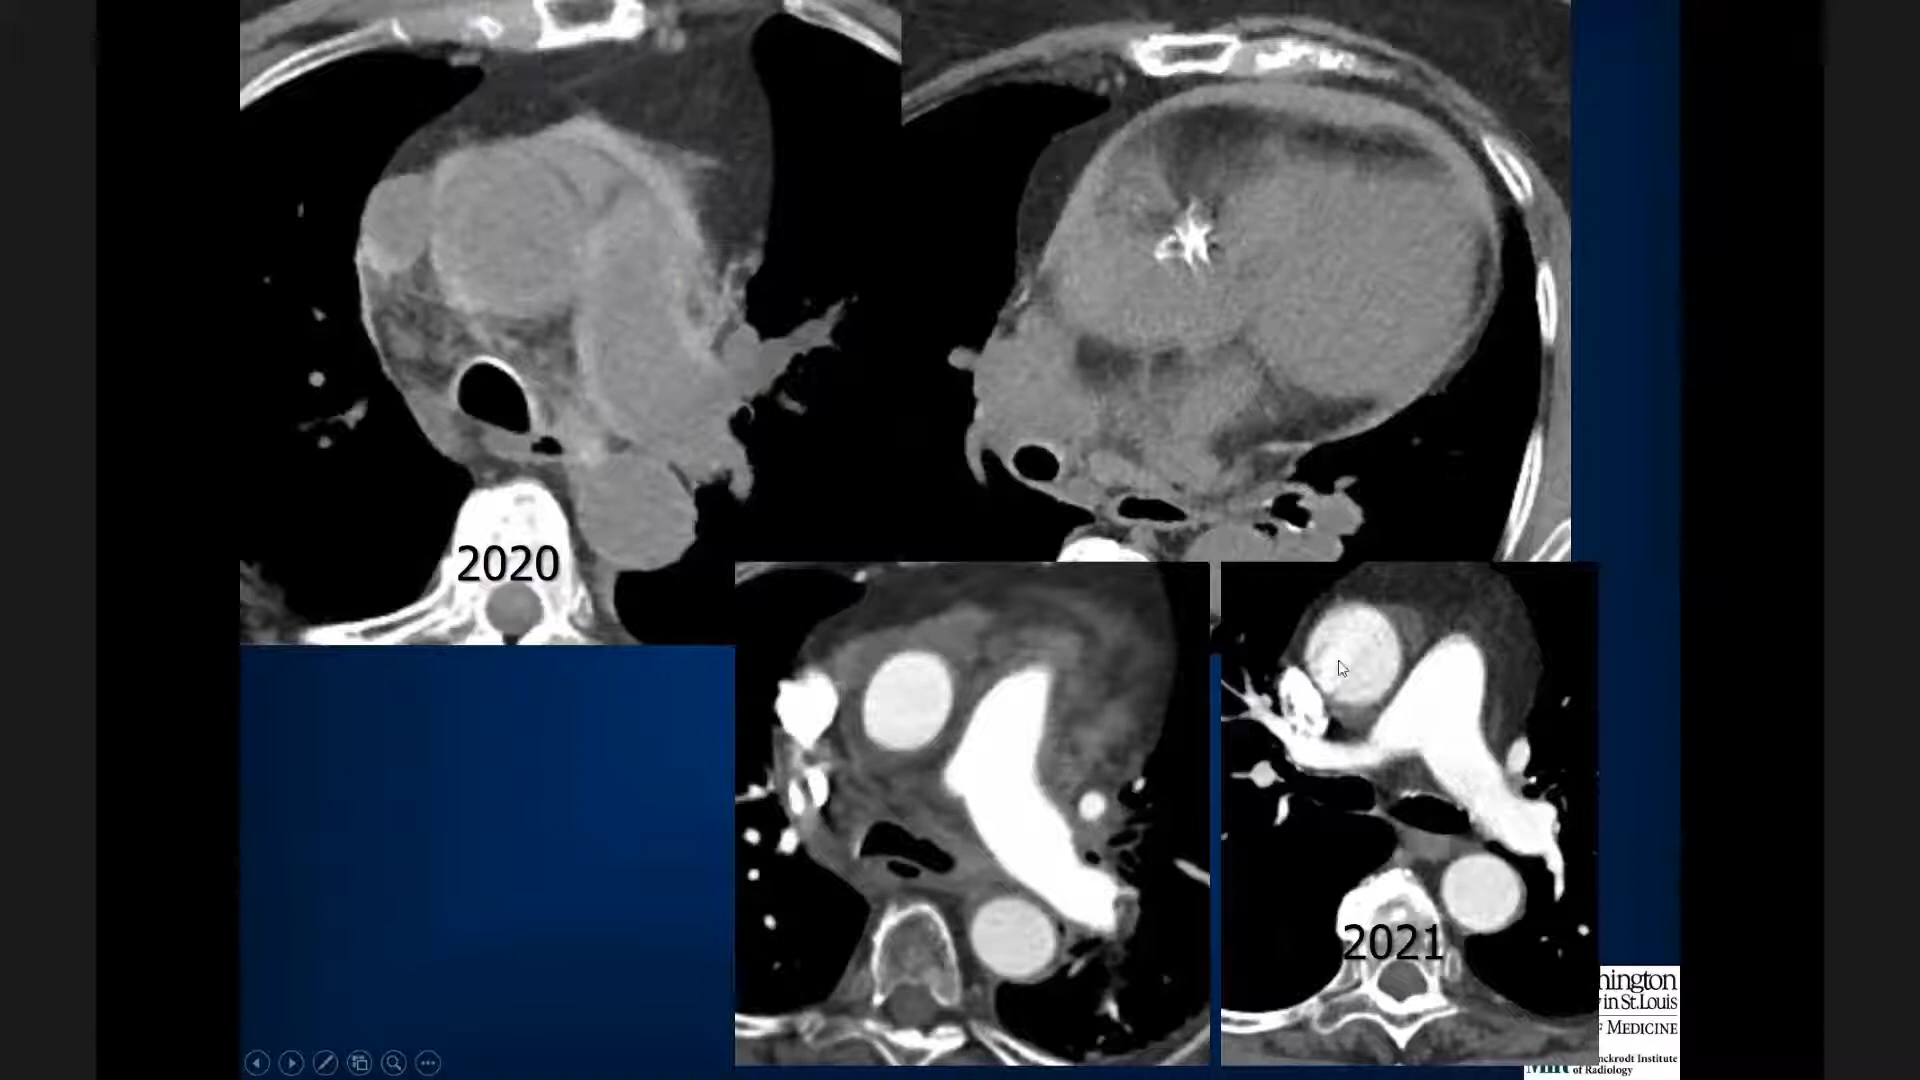 2020
2021
hington
in St.Louis
MEDICINE
nckrodt Institute
of Radiology